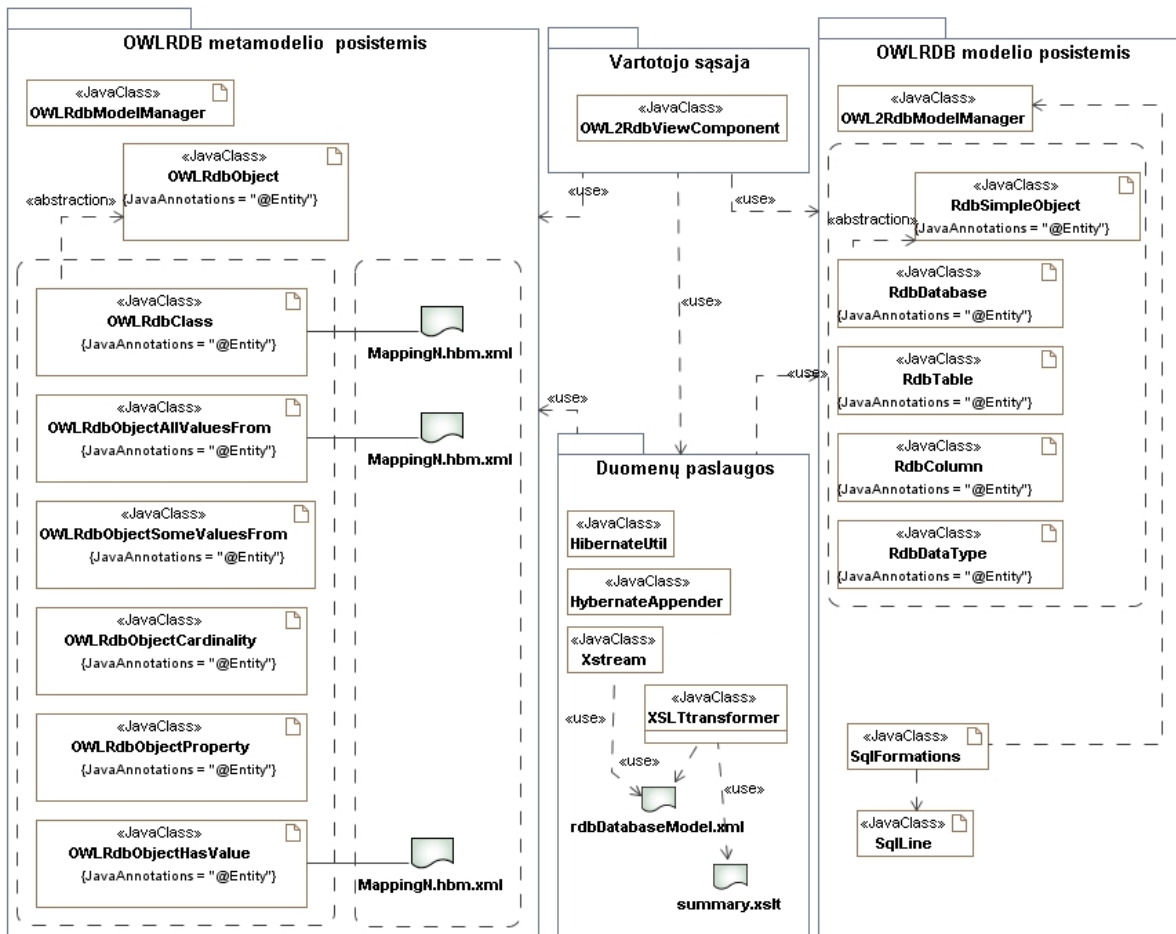 OWLRDB metamodelio posistemis
«JavaClass»
OWLRdbModelManager
«JavaClass»
OWLRdbObject
{JavaAnnotations = "@Entity"}
«abstraction»
«JavaClass»
OWLRdbClass
{JavaAnnotations = "@Entity"}
MappingN.hbm.xml
«JavaClass»
OWLRdbObjectAllValuesFrom
{JavaAnnotations = "@Entity"}
MappingN.hbm.xml
«JavaClass»
OWLRdbObjectSomeValuesFrom
{JavaAnnotations = "@Entity"}
«JavaClass»
OWLRdbObjectCardinality
{JavaAnnotations = "@Entity"}
«JavaClass»
OWLRdbObjectProperty
{JavaAnnotations = "@Entity"}
«JavaClass»
OWLRdbObjectHasValue
{JavaAnnotations = "@Entity"}
MappingN.hbm.xml
Vartotojo sąsaja
«JavaClass»
OWL2RdbViewComponent
«use»
«use»
«use»
«use»
«use»
Duomenų paslaugos
«JavaClass»
HibernateUtil
«JavaClass»
HybernateAppender
«JavaClass»
Xstream
«JavaClass»
XSLTtransformer
«use»
«use»
«use»
rdbDatabaseModel.xml
summary.xslt
OWLRDB modelio posistemis
«JavaClass»
OWL2RdbModelManager
«JavaClass»
RdbSimpleObject
{JavaAnnotations = "@Entity"}
«abstraction»
«JavaClass»
RdbDatabase
{JavaAnnotations = "@Entity"}
«JavaClass»
RdbTable
{JavaAnnotations = "@Entity"}
«JavaClass»
RdbColumn
{JavaAnnotations = "@Entity"}
«JavaClass»
RdbDataType
{JavaAnnotations = "@Entity"}
«JavaClass»
SqlFormations
«JavaClass»
SqlLine